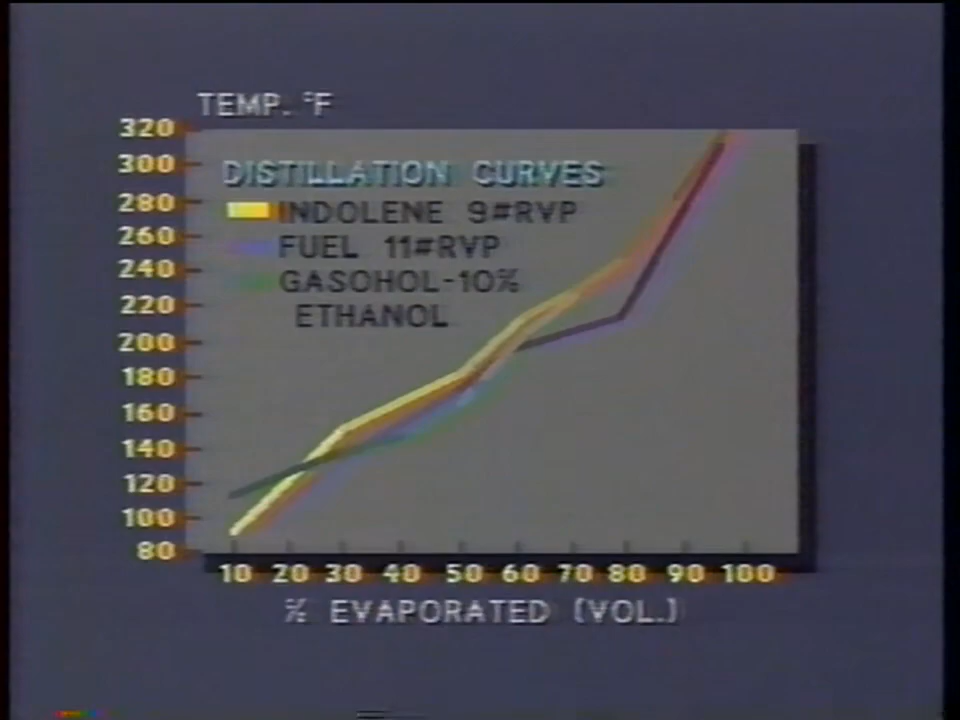 TEMP. °F
320
300
280
260
240
220
200
180
160
140
120
100
80
DISTILLATION CURVES
INDOLENE 9#RVP
FUEL 11#RVP
GASOHOL-10%
ETHANOL
10 20 30 40 50 60 70 80 90 100
% EVAPORATED (VOL.)